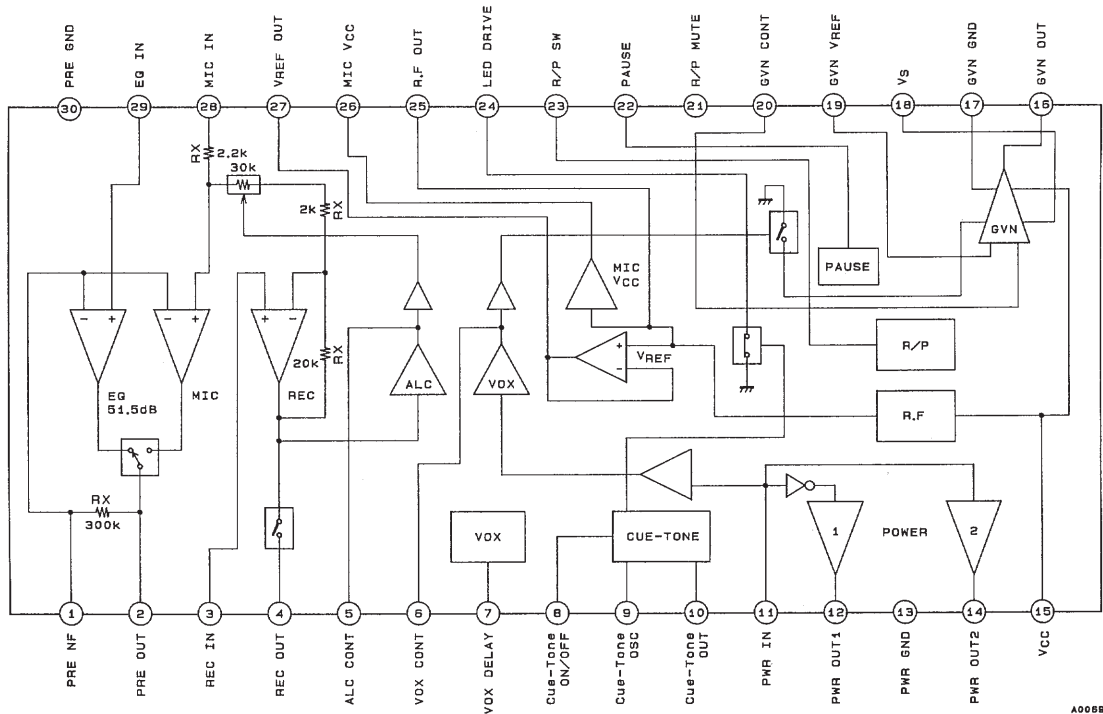 PRE GND
EG IN
MIC IN
VREF OUT
MIC VCC
R.F OUT
LED DRIVE
R/P SW
PAUSE
R/P MUTE
GVN CONT
GVN VREF
VS
GVN GND
GVN OUT
30
29
28
27
26
25
24
23
22
21
20
19
18
17
16
RX
2.2k
30k
2k
RX
MIC
VCC
PAUSE
GVN
- +
- +
+ -
20k
RX
ALC
VOX
+
-
VREF
R/P
EG
51.5dB
MIC
REC
R.F
RX
300k
VOX
CUE-TONE
1
POWER
2
1
2
3
4
5
6
7
8
9
10
11
12
13
14
15
PRE NF
PRE OUT
REC IN
REC OUT
ALC CONT
VOX CONT
VOX DELAY
Cue-Tone
ON/OFF
Cue-Tone
OSC
Cue-Tone
OUT
PWR IN
PWR OUT1
PWR GND
PWR OUT2
VCC